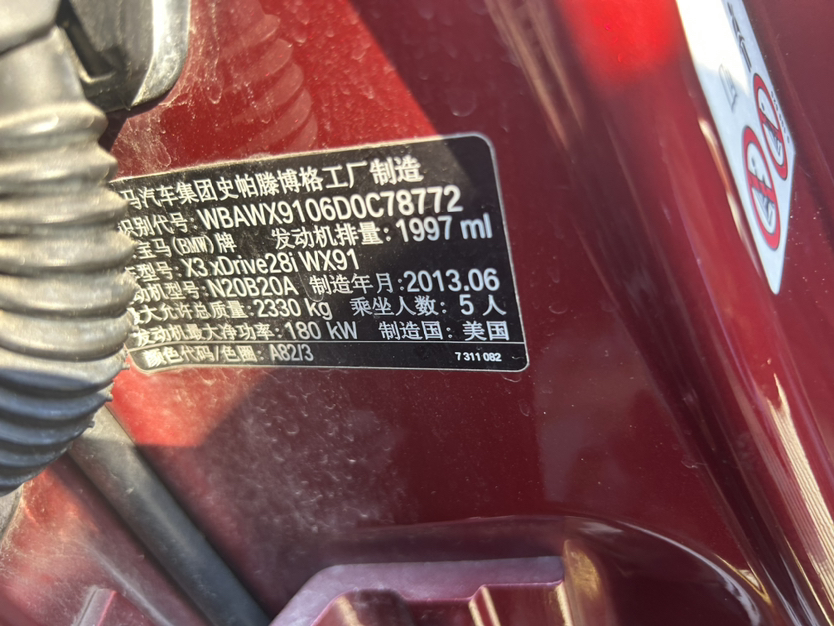 马汽车集团史帕滕博格工厂制造
识别代号: WBAWX9106D0C78772
宝马(BMW)牌 发动机排量: 1997 ml
型号: X3 xDrive28i WX91
动机型号: N20B20A 制造年月: 2013.06
最大允许总质量: 2330 kg 乘坐人数: 5 人
发动机最大净功率: 180 kW 制造国: 美国
颜色代码/色圈: A82/3 7 311 082